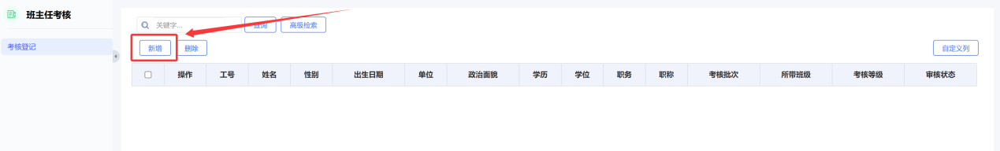 班主任考核
考核登记
关键字...
查询
高级检索
新增
删除
自定义列
操作 工号 姓名 性别 出生日期 单位 政治面貌 学历 学位 职务 职称 考核批次 所带班级 考核等级 审核状态